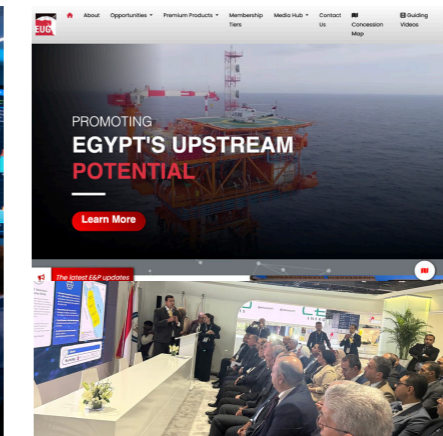 EUG
About Opportunities Premium Products Membership Tiers Media Hub Contact Us Concession Map Guiding Videos
PROMOTING
EGYPT'S UPSTREAM
POTENTIAL
Learn More
The latest E&P updates